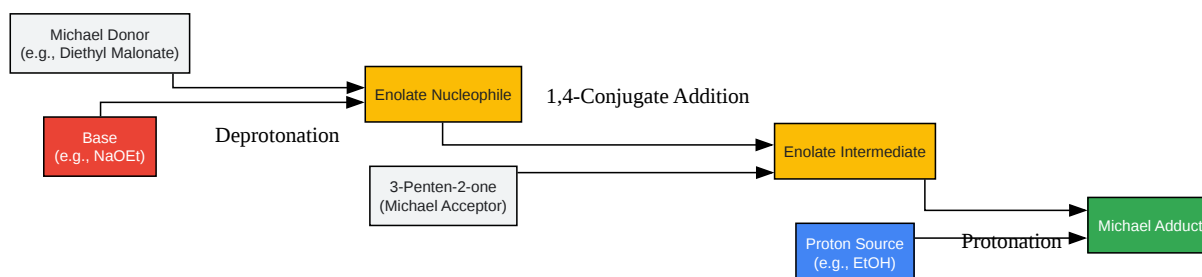 Michael Donor
(e.g., Diethyl Malonate)
Enolate Nucleophile
1,4-Conjugate Addition
Base
(e.g., NaOEt)
Deprotonation
Enolate Intermediate
3-Penten-2-one
(Michael Acceptor)
Michael Adduct
Proton Source
(e.g., EtOH)
Protonation